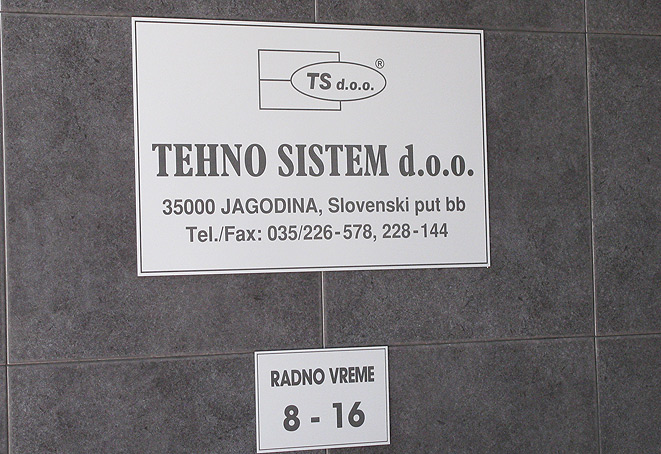 TS d.o.o. ®
TEHNO SISTEM d.o.o.
35000 JAGODINA, Slovenski put bb
Tel./Fax: 035/226-578, 228-144
RADNO VREME
8 - 16